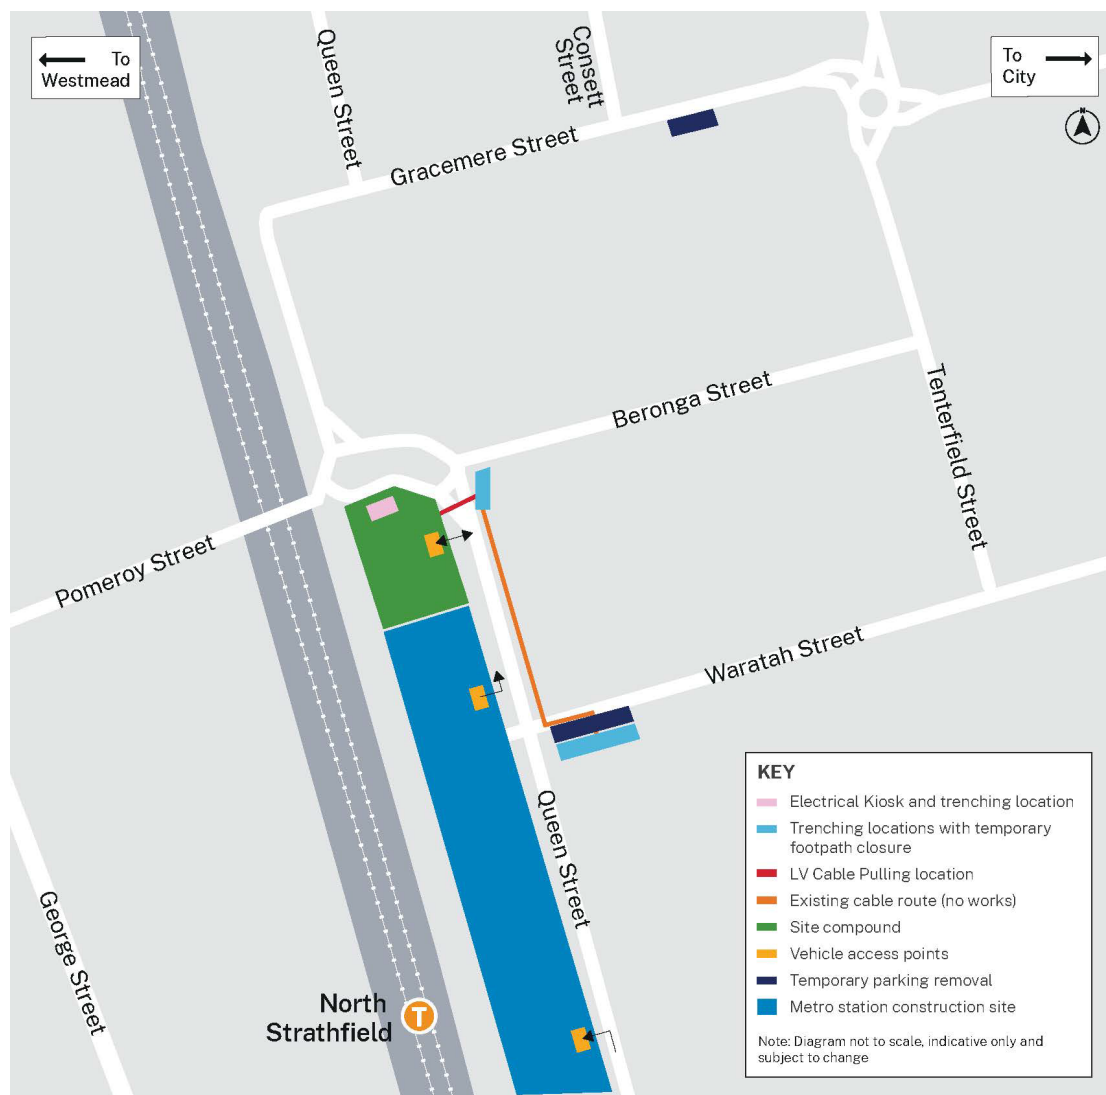 To
Westmead
Queen Street
Consett
Street
To
City
N
Gracemere Street
Beronga Street
Tenterfield Street
Pomeroy Street
Waratah Street
Queen Street
George Street
North
Strathfield
T
KEY
Electrical Kiosk and trenching location
Trenching locations with temporary
footpath closure
LV Cable Pulling location
Existing cable route (no works)
Site compound
Vehicle access points
Temporary parking removal
Metro station construction site
Note: Diagram not to scale, indicative only and
subject to change